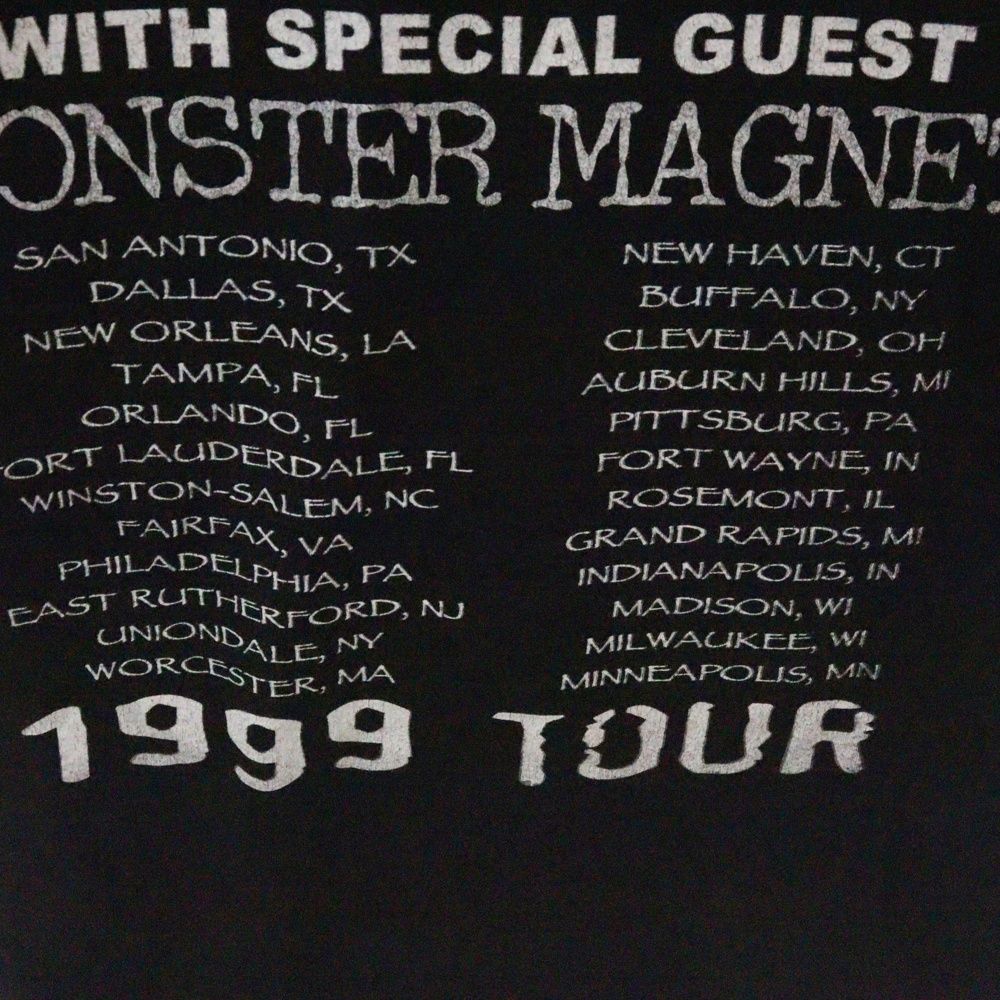 WITH SPECIAL GUEST
ONSTER MAGNET
SAN ANTONIO, TX
DALLAS, TX
NEW ORLEANS, LA
TAMPA, FL
ORLANDO, FL
FORT LAUDERDALE, FL
WINSTON-SALEM, NC
FAIRFAX, VA
PHILADELPHIA, PA
EAST RUTHERFORD, NJ
UNIONDALE, NY
WORCESTER, MA
NEW HAVEN, CT
BUFFALO, NY
CLEVELAND, OH
AUBURN HILLS, MI
PITTSBURG, PA
FORT WAYNE, IN
ROSEMONT, IL
GRAND RAPIDS, MI
INDIANAPOLIS, IN
MADISON, WI
MILWAUKEE, WI
MINNEAPOLIS, MN
1999 TOUR